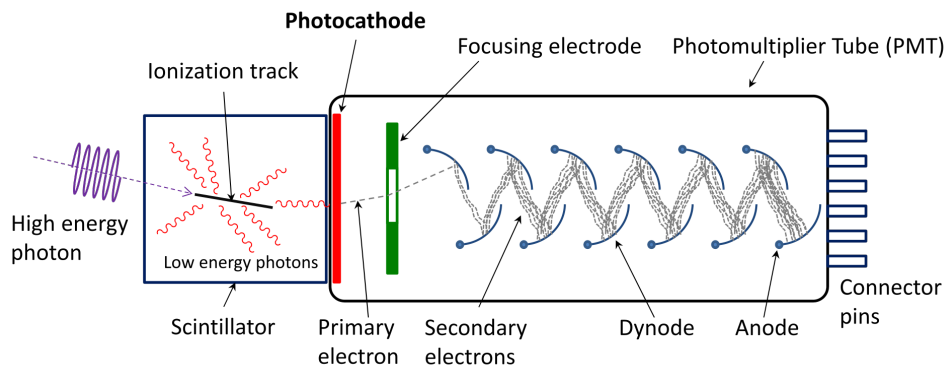 Photocathode
Focusing electrode
Photomultiplier Tube (PMT)
Ionization track
High energy
photon
Low energy photons
Scintillator
Primary
electron
Secondary
electrons
Dynode
Anode
Connector
pins